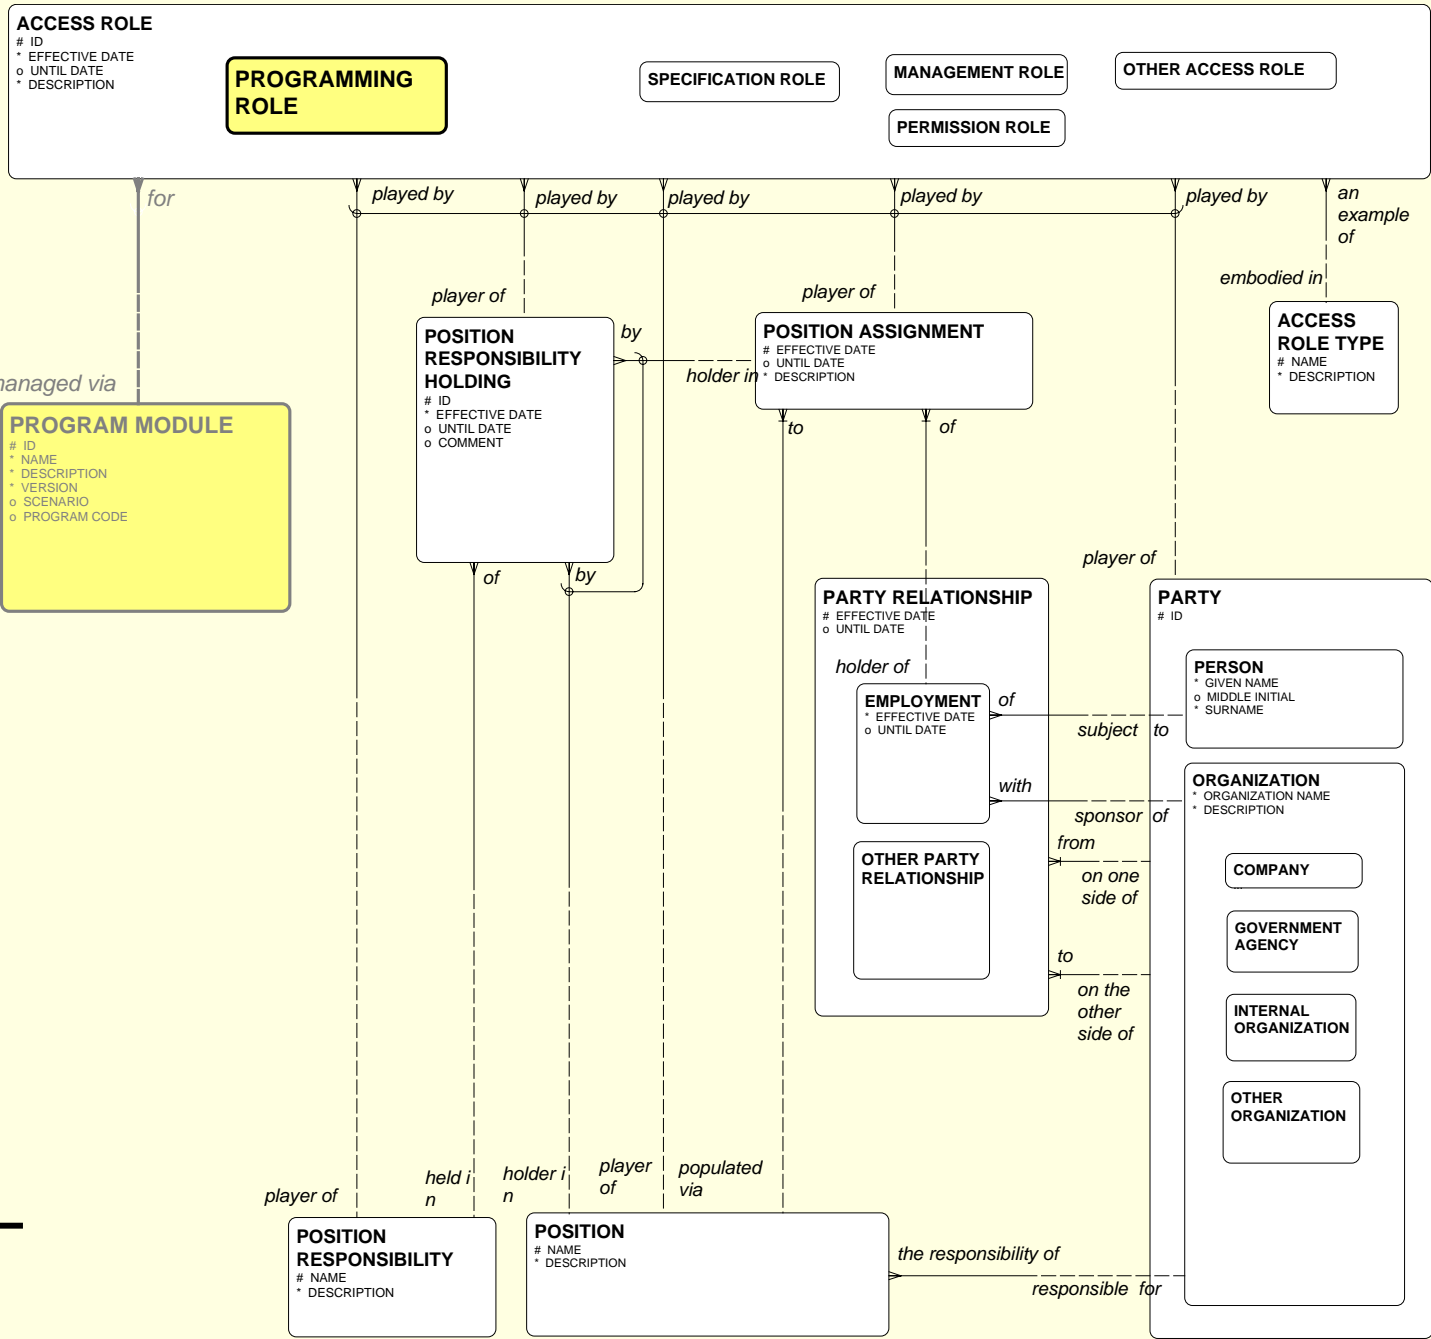 ACCESS ROLE
# ID
* EFFECTIVE DATE
o UNTIL DATE
* DESCRIPTION
PROGRAMMING
ROLE
SPECIFICATION ROLE
MANAGEMENT ROLE
PERMISSION ROLE
OTHER ACCESS ROLE
for
played by
played by
played by
played by
played by
an
example
of
player of
player of
embodied in
managed via
PROGRAM MODULE
# ID
* NAME
* DESCRIPTION
* VERSION
o SCENARIO
o PROGRAM CODE
POSITION
RESPONSIBILITY
HOLDING
# ID
* EFFECTIVE DATE
o UNTIL DATE
o COMMENT
by
holder in
POSITION ASSIGNMENT
# EFFECTIVE DATE
o UNTIL DATE
* DESCRIPTION
ACCESS
ROLE TYPE
# NAME
* DESCRIPTION
to
of
of
by
player of
PARTY RELATIONSHIP
# EFFECTIVE DATE
o UNTIL DATE
holder of
EMPLOYMENT
* EFFECTIVE DATE
o UNTIL DATE
of
subject to
with
sponsor of
OTHER PARTY
RELATIONSHIP
from
on one
side of
to
on the
other
side of
PARTY
# ID
PERSON
* GIVEN NAME
o MIDDLE INITIAL
* SURNAME
ORGANIZATION
* ORGANIZATION NAME
* DESCRIPTION
COMPANY
...
GOVERNMENT
AGENCY
INTERNAL
ORGANIZATION
OTHER
ORGANIZATION
player of
held i
n
holder i
n
player
of
populated
via
POSITION
RESPONSIBILITY
# NAME
* DESCRIPTION
POSITION
# NAME
* DESCRIPTION
the responsibility of
responsible for